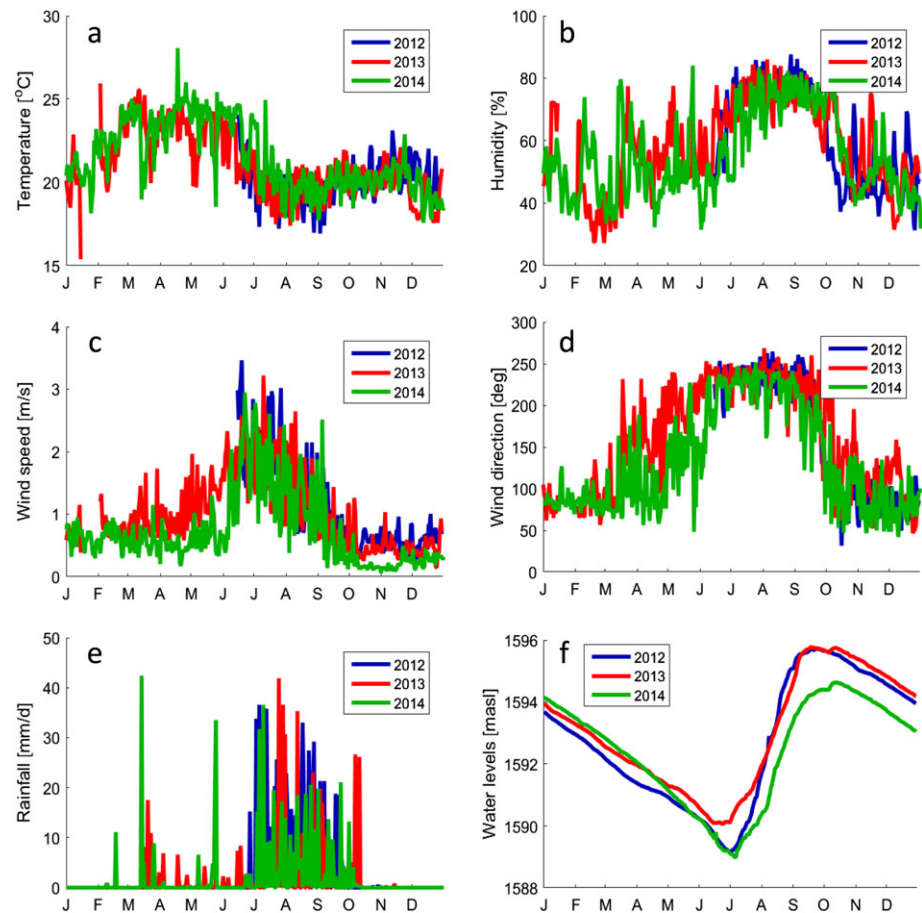 a
Temperature [°C]
30
25
20
15
2012
2013
2014
J F M A M J J A S O N D
b
Humidity [%]
100
80
60
40
20
2012
2013
2014
J F M A M J J A S O N D
c
Wind speed [m/s]
4
3
2
1
0
2012
2013
2014
J F M A M J J A S O N D
d
Wind direction [deg]
300
250
200
150
100
50
0
2012
2013
2014
J F M A M J J A S O N D
e
Rainfall [mm/d]
50
40
30
20
10
0
2012
2013
2014
J F M A M J J A S O N D
f
Water levels [masl]
1596
1594
1592
1590
1588
2012
2013
2014
J F M A M J J A S O N D